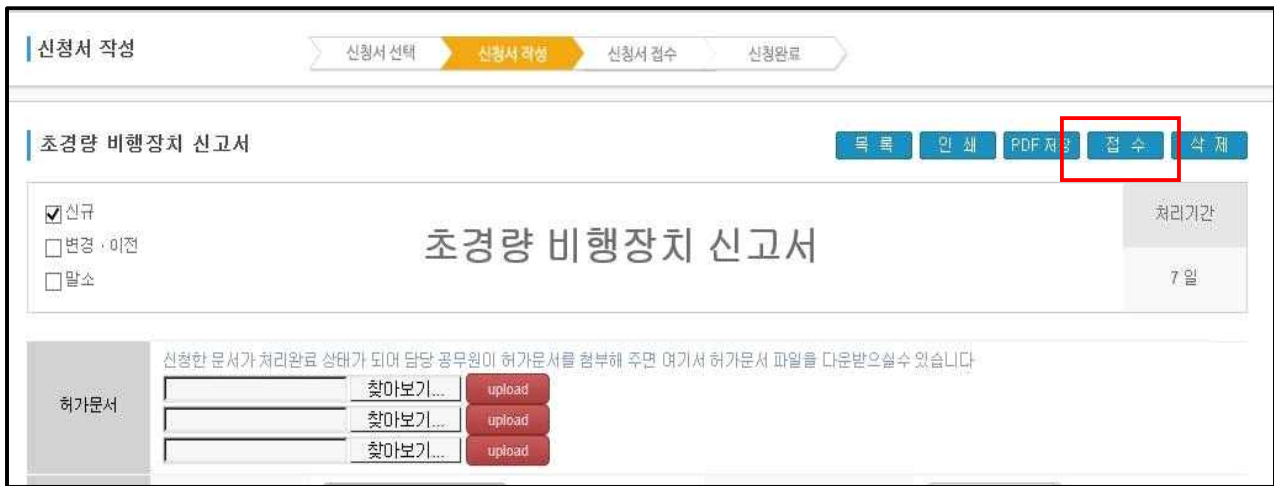 신청서 작성
신청서 선택 신청서 작성 신청서 접수 신청완료
초경량 비행장치 신고서
목 록 인 쇄 PDF 저장 접 수 삭 제
신규
변경 · 이전
말소
초경량 비행장치 신고서
처리기간
7 일
허가문서
신청한 문서가 처리완료 상태가 되어 담당 공무원이 허가문서를 첨부해 주면 여기서 허가문서 파일을 다운받으실수 있습니다
찾아보기... upload
찾아보기... upload
찾아보기... upload